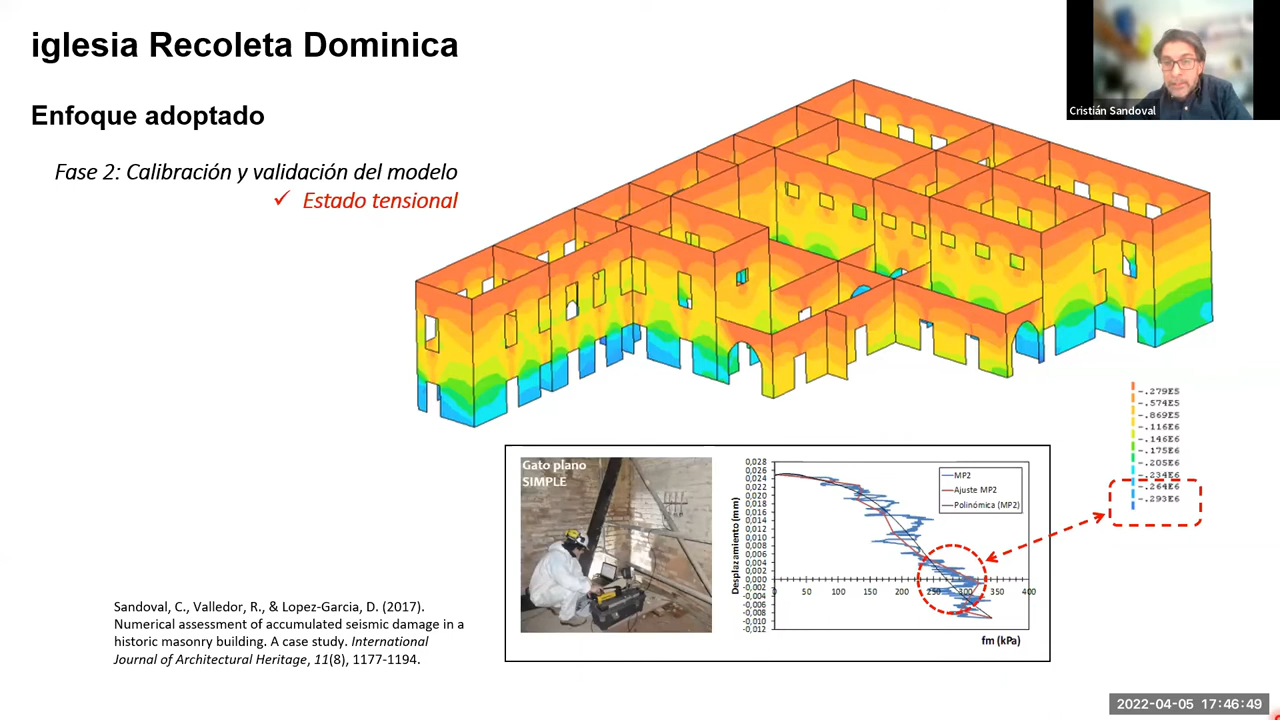 iglesia Recoleta Dominica
Cristián Sandoval
Enfoque adoptado
Fase 2: Calibración y validación del modelo
✓ Estado tensional
-.279E5
-.574E5
-.869E5
-.116E6
-.146E6
-.175E6
-.205E6
-.234E6
-.264E6
-.293E6
Gato plano
SIMPLE
Desplazamiento (mm)
0,028
0,026
0,024
0,022
0,020
0,018
0,016
0,014
0,012
0,010
0,008
0,006
0,004
0,002
0,000
-0,002
-0,004
-0,006
-0,008
-0,010
-0,012
MP2
Ajuste MP2
Polinómica (MP2)
0 50 100 150 200 250 300 350 400
fm (kPa)
Sandoval, C., Valledor, R., & Lopez-Garcia, D. (2017).
Numerical assessment of accumulated seismic damage in a
historic masonry building. A case study. International
Journal of Architectural Heritage, 11(8), 1177-1194.
2022-04-05 17:46:49